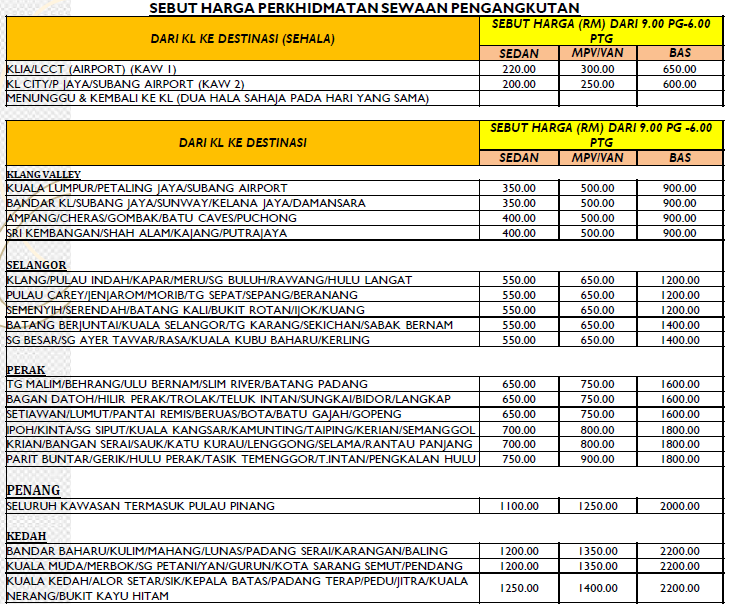 SEBUT HARGA PERKHIDMATAN SEWAAN PENGANGKUTAN
DARI KL KE DESTINASI (SEHALA)
SEBUT HARGA (RM) DARI 9.00 PG-6.00
PTG
SEDAN MPV/VAN BAS
KLIA/LCCT (AIRPORT) (KAW 1) 220.00 300.00 650.00
KL CITY/P JAYA/SUBANG AIRPORT (KAW 2) 200.00 250.00 600.00
MENUNGGU & KEMBALI KE KL (DUA HALA SAHAJA PADA HARI YANG SAMA)
DARI KL KE DESTINASI
SEBUT HARGA (RM) DARI 9.00 PG -6.00
PTG
SEDAN MPV/VAN BAS
KLANG VALLEY
KUALA LUMPUR/PETALING JAYA/SUBANG AIRPORT 350.00 500.00 900.00
BANDAR KL/SUBANG JAYA/SUNWAY/KELANA JAYA/DAMANSARA 350.00 500.00 900.00
AMPANG/CHERAS/GOMBAK/BATU CAVES/PUCHONG 400.00 500.00 900.00
SRI KEMBANGAN/SHAH ALAM/KAJANG/PUTRAJAYA 400.00 500.00 900.00
SELANGOR
KLANG/PULAU INDAH/KAPAR/MERU/SG BULUH/RAWANG/HULU LANGAT 550.00 650.00 1200.00
PULAU CAREY/JENJAROM/MORIB/TG SEPAT/SEPANG/BERANANG 550.00 650.00 1200.00
SEMENYIH/SERENDAH/BATANG KALI/BUKIT ROTAN/IJOK/KUANG 550.00 650.00 1200.00
BATANG BERJUNTAI/KUALA SELANGOR/TG KARANG/SEKICHAN/SABAK BERNAM 550.00 650.00 1400.00
SG BESAR/SG AYER TAWAR/RASA/KUALA KUBU BAHARU/KERLING 550.00 650.00 1400.00
PERAK
TG MALIM/BEHRANG/ULU BERNAM/SLIM RIVER/BATANG PADANG 650.00 750.00 1600.00
BAGAN DATOH/HILIR PERAK/TROLAK/TELUK INTAN/SUNGKAI/BIDOR/LANGKAP 650.00 750.00 1600.00
SETIAWAN/LUMUT/PANTAI REMIS/BERUAS/BOTA/BATU GAJAH/GOPENG 650.00 750.00 1600.00
IPOH/KINTA/SG SIPUT/KUALA KANGSAR/KAMUNTING/TAIPING/KERIAN/SEMANGGOL 700.00 800.00 1800.00
KRIAN/BANGAN SERAI/SAUK/KATU KURAU/LENGGONG/SELAMA/RANTAU PANJANG 700.00 800.00 1800.00
PARIT BUNTAR/GERIK/HULU PERAK/TASIK TEMENGGOR/T.INTAN/PENGKALAN HULU 750.00 900.00 1800.00
PENANG
SELURUH KAWASAN TERMASUK PULAU PINANG 1100.00 1250.00 2000.00
KEDAH
BANDAR BAHARU/KULIM/MAHANG/LUNAS/PADANG SERAI/KARANGAN/BALING 1200.00 1350.00 2200.00
KUALA MUDA/MERBOK/SG PETANI/YAN/GURUN/KOTA SARANG SEMUT/PENDANG 1200.00 1350.00 2200.00
KUALA KEDAH/ALOR SETAR/SIK/KEPALA BATAS/PADANG TERAP/PEDU/JITRA/KUALA
NERANG/BUKIT KAYU HITAM 1250.00 1400.00 2200.00